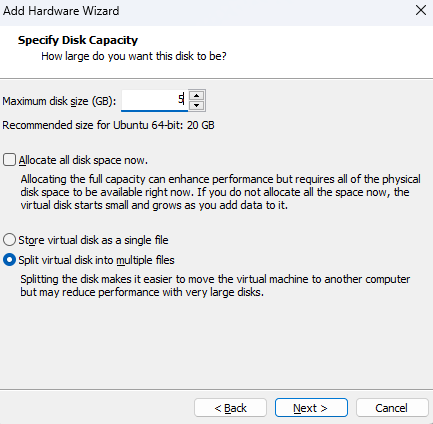 Add Hardware Wizard
Specify Disk Capacity
How large do you want this disk to be?
Maximum disk size (GB): 5
Recommended size for Ubuntu 64-bit: 20 GB
Allocate all disk space now.
Allocating the full capacity can enhance performance but requires all of the physical
disk space to be available right now. If you do not allocate all the space now, the
virtual disk starts small and grows as you add data to it.
Store virtual disk as a single file
Split virtual disk into multiple files
Splitting the disk makes it easier to move the virtual machine to another computer
but may reduce performance with very large disks.
< Back Next > Cancel